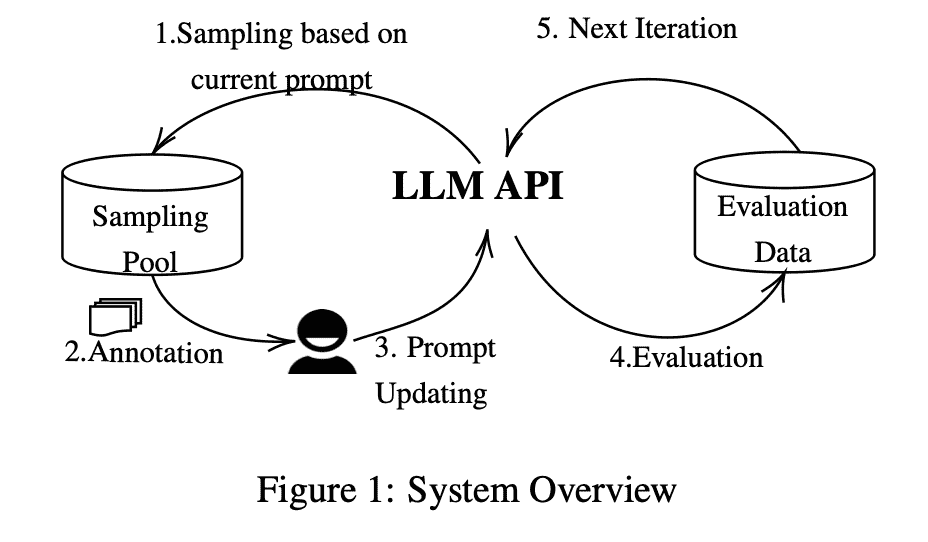 1.Sampling based on
current prompt
5. Next Iteration
LLM API
Sampling
Pool
Evaluation
Data
2.Annotation
3. Prompt
Updating
4.Evaluation
Figure 1: System Overview